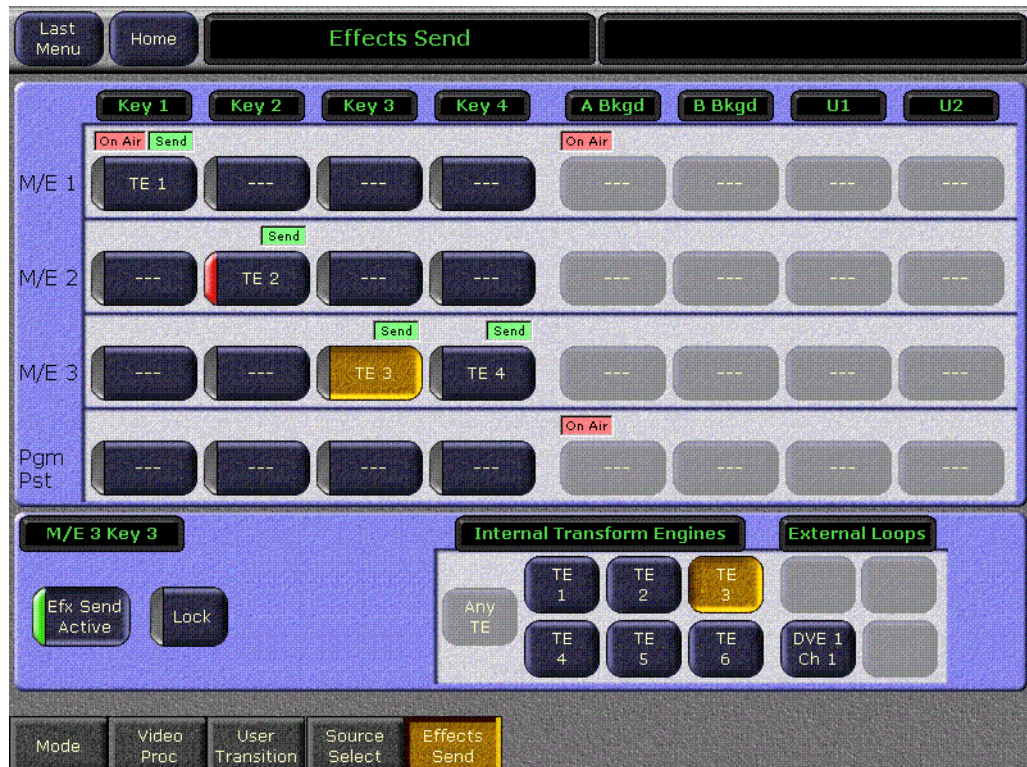 Last
Menu
Home
Effects Send
Key 1 Key 2 Key 3 Key 4 A Bkgd B Bkgd U1 U2
On Air Send On Air
M/E 1 TE 1 --- --- --- --- --- --- ---
Send
M/E 2 --- TE 2 --- --- --- --- --- ---
Send Send
M/E 3 --- --- TE 3 TE 4 --- --- --- ---
On Air
Pgm
Pst --- --- --- --- --- --- --- ---
M/E 3 Key 3
Internal Transform Engines
External Loops
Efx Send
Active
Lock
Any
TE
TE
1
TE
2
TE
3
TE
4
TE
5
TE
6
DVE 1
Ch 1
Mode
Video
Proc
User
Transition
Source
Select
Effects
Send